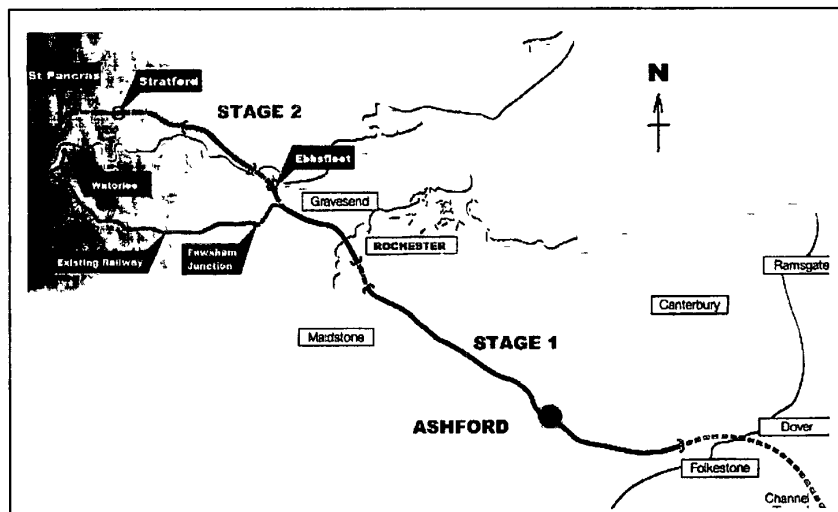 St Pancras
Stratford
N
STAGE 2
Ebbsfleet
Waterloo
Gravesend
ROCHESTER
Existing Railway
Fawkham
Junction
Ramsgate
Canterbury
Maidstone
STAGE 1
ASHFORD
Dover
Folkestone
Channel